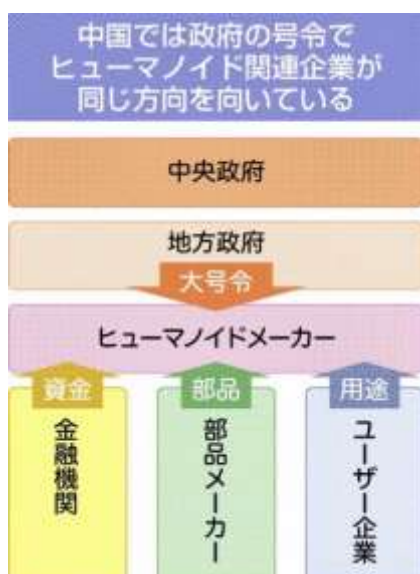 中国では政府の号令で
ヒューマノイド関連企業が
同じ方向を向いている
中央政府
地方政府
大号令
ヒューマノイドメーカー
資金
部品
用途
金融機関
部品メーカー
ユーザー企業